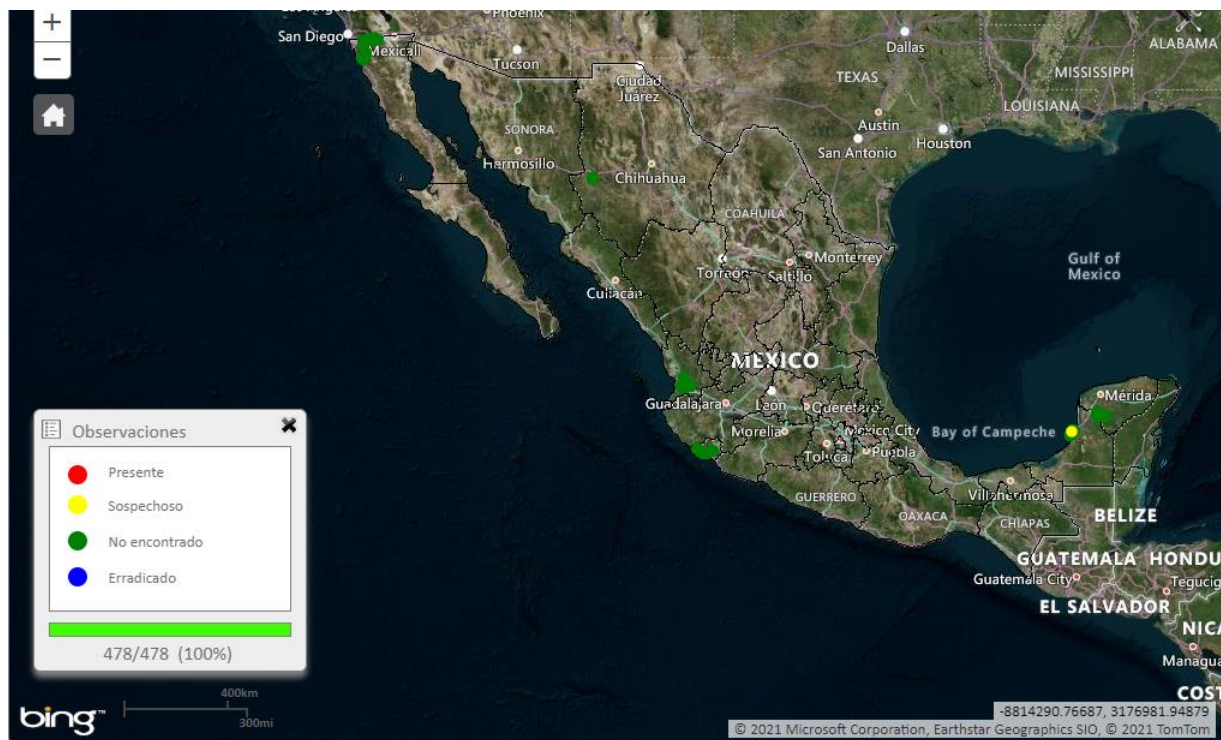 +
−
Los Angeles
Phoenix
San Diego
Mexicali
Tucson
Ciudad
Juárez
Dallas
ALABAMA
MISSISSIPPI
TEXAS
LOUISIANA
Austin
Houston
San Antonio
SONORA
Hermosillo
Chihuahua
COAHUILA
Monterrey
Torreón
Saltillo
Culiacán
Gulf of
Mexico
MEXICO
Guadalajara
León
Querétaro
Mérida
Morelia
Mexico City
Bay of Campeche
Toluca
Puebla
GUERRERO
Villahermosa
OAXACA
CHIAPAS
BELIZE
GUATEMALA
HONDU
Guatemala City
Tegucig
EL SALVADOR
NICA
Managua
COST
Observaciones
Presente
Sospechoso
No encontrado
Erradicado
478/478 (100%)
400km
300mi
bing™
-8814290.76687, 3176981.94879
© 2021 Microsoft Corporation, Earthstar Geographics SIO, © 2021 TomTom